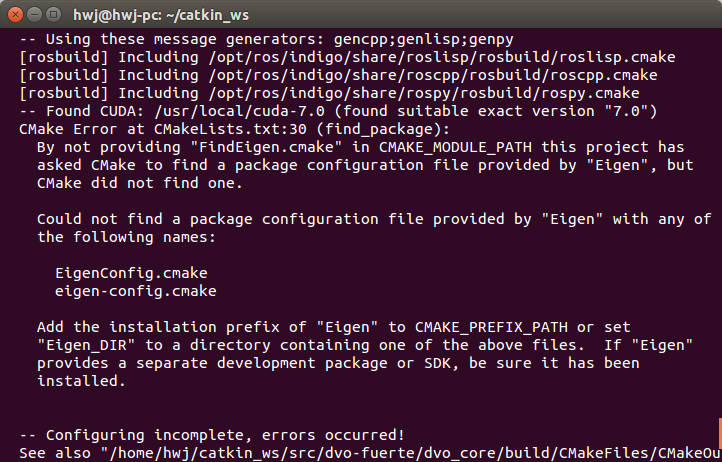 hwj@hwj-pc: ~/catkin_ws
-- Using these message generators: gencpp;genlisp;genpy
[rosbuild] Including /opt/ros/indigo/share/roslisp/rosbuild/roslisp.cmake
[rosbuild] Including /opt/ros/indigo/share/roscpp/rosbuild/roscpp.cmake
[rosbuild] Including /opt/ros/indigo/share/rospy/rosbuild/rospy.cmake
-- Found CUDA: /usr/local/cuda-7.0 (found suitable exact version "7.0")
CMake Error at CMakeLists.txt:30 (find_package):
By not providing "FindEigen.cmake" in CMAKE_MODULE_PATH this project has
asked CMake to find a package configuration file provided by "Eigen", but
CMake did not find one.
Could not find a package configuration file provided by "Eigen" with any of
the following names:
EigenConfig.cmake
eigen-config.cmake
Add the installation prefix of "Eigen" to CMAKE_PREFIX_PATH or set
"Eigen_DIR" to a directory containing one of the above files.  If "Eigen"
provides a separate development package or SDK, be sure it has been
installed.
-- Configuring incomplete, errors occurred!
See also "/home/hwj/catkin_ws/src/dvo-fuerte/dvo_core/build/CMakeFiles/CMakeOu